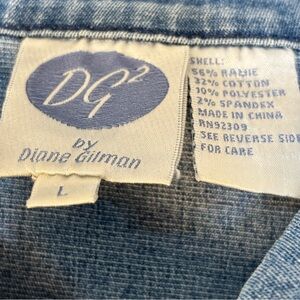 DG²
by
Diane Gilman
L
SHELL:
56% RAMIE
32% COTTON
10% POLYESTER
2% SPANDEX
MADE IN CHINA
RN92309
SEE REVERSE SIDE
FOR CARE